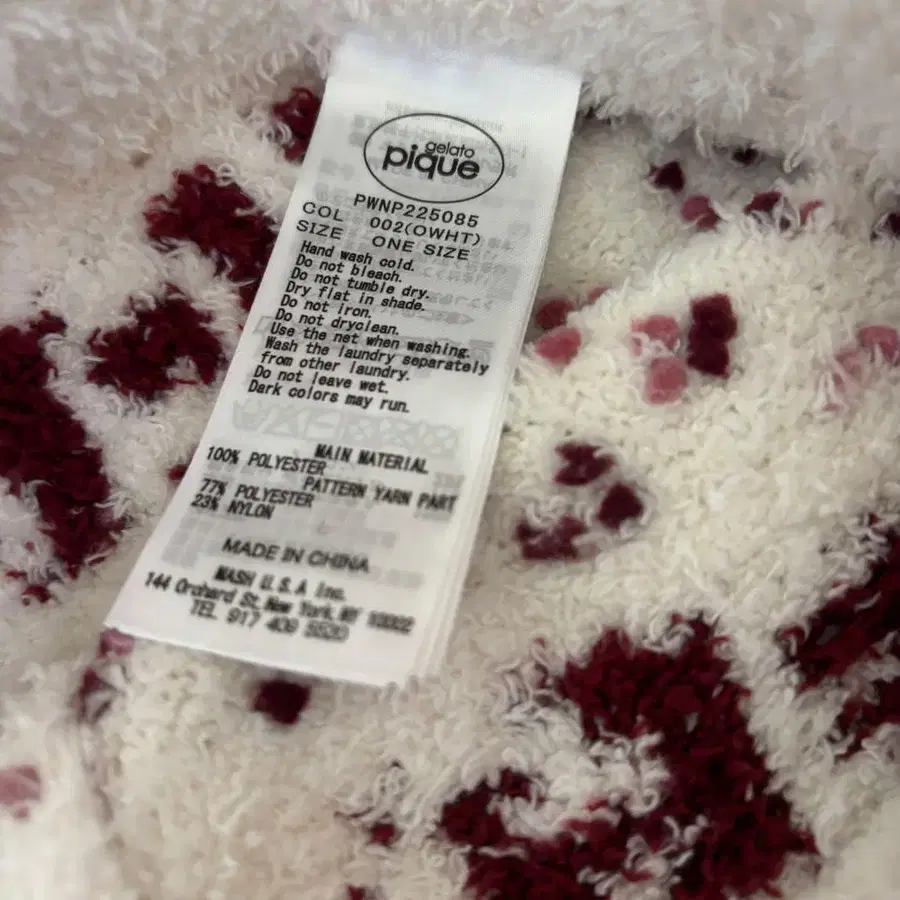 gelato
pique
PWNP225085
COL 002(OWHT)
SIZE ONE SIZE
Hand wash cold.
Do not bleach.
Do not tumble dry.
Dry flat in shade.
Do not iron.
Do not dryclean.
Use the net when washing.
Wash the laundry separately
from other laundry.
Do not leave wet.
Dark colors may run.
MAIN MATERIAL
100% POLYESTER
PATTERN YARN PART
77% POLYESTER
23% NYLON
MADE IN CHINA
MASH U.S.A Inc.
144 Orchard St, New York, NY
TEL 917 409